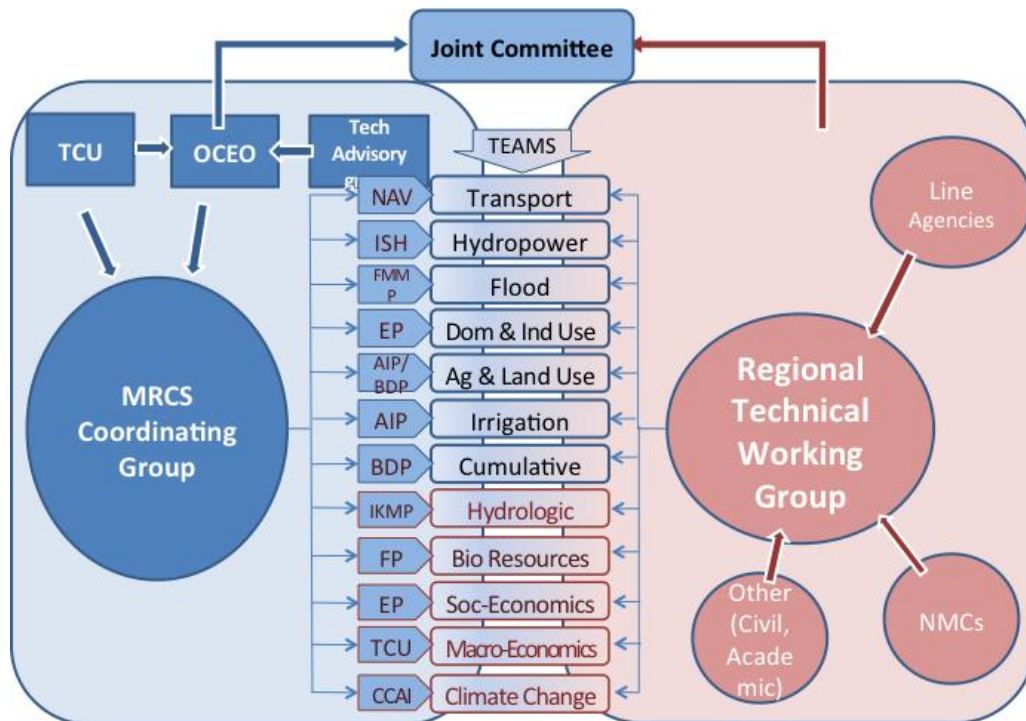 Joint Committee
TCU
OCEO
Tech
Advisory
TEAMS
NAV
Transport
ISH
Hydropower
FMM
P
Flood
EP
Dom & Ind Use
AIP/
BDP
Ag & Land Use
AIP
Irrigation
BDP
Cumulative
IKMP
Hydrologic
FP
Bio Resources
EP
Soc-Economics
TCU
Macro-Economics
CCAI
Climate Change
MRCS
Coordinating
Group
Line
Agencies
Regional
Technical
Working
Group
Other
(Civil,
Acade
mic)
NMCs